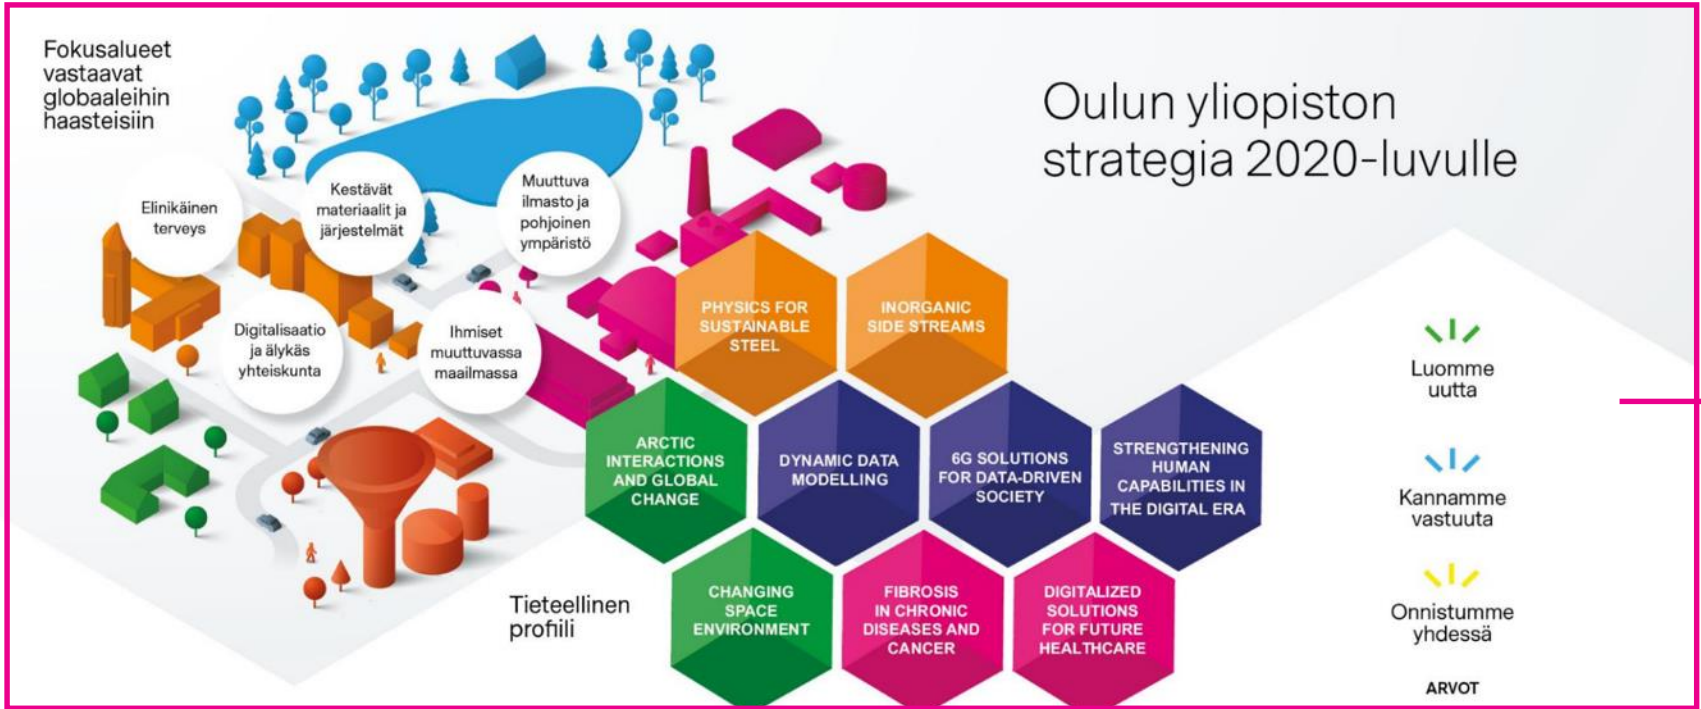 Fokusalueet
vastaavat
globaaleihin
haasteisiin
Oulun yliopiston
strategia 2020-luvulle
Elinikäinen
terveys
Kestävät
materiaalit ja
järjestelmät
Muuttuva
ilmasto ja
pohjoinen
ympäristö
Digitalisaatio
ja älykäs
yhteiskunta
Ihmiset
muuttuvassa
maailmassa
PHYSICS FOR
SUSTAINABLE
STEEL
INORGANIC
SIDE STREAMS
ARCTIC
INTERACTIONS
AND GLOBAL
CHANGE
DYNAMIC DATA
MODELLING
6G SOLUTIONS
FOR DATA-DRIVEN
SOCIETY
STRENGTHENING
HUMAN
CAPABILITIES IN
THE DIGITAL ERA
CHANGING
SPACE
ENVIRONMENT
FIBROSIS
IN CHRONIC
DISEASES AND
CANCER
DIGITALIZED
SOLUTIONS
FOR FUTURE
HEALTHCARE
Tieteellinen
profiili
Luomme
uutta
Kannamme
vastuuta
Onnistumme
yhdessä
ARVOT